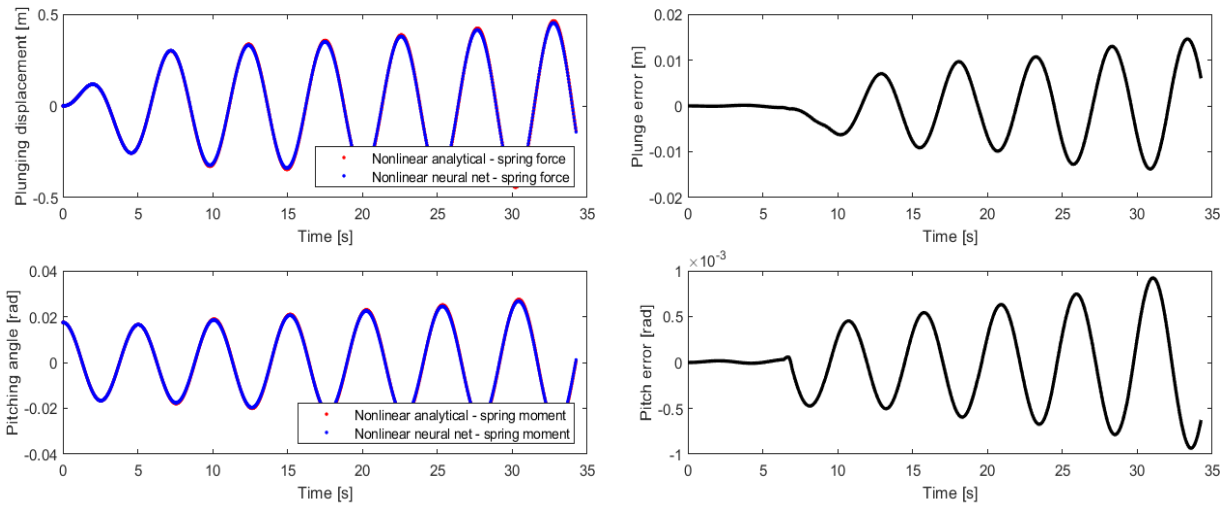 0.5
0
-0.5
Plunging displacement [m]
Nonlinear analytical - spring force
Nonlinear neural net - spring force
0 5 10 15 20 25 30 35
Time [s]
0.02
0.01
0
-0.01
0.02
Plunge error [m]
0 5 10 15 20 25 30 35
Time [s]
0.04
0.02
0
-0.02
-0.04
Pitching angle [rad]
Nonlinear analytical - spring moment
Nonlinear neural net - spring moment
0 5 10 15 20 25 30 35
Time [s]
×10⁻³
1
0.5
0
-0.5
-1
Pitch error [rad]
0 5 10 15 20 25 30 35
Time [s]